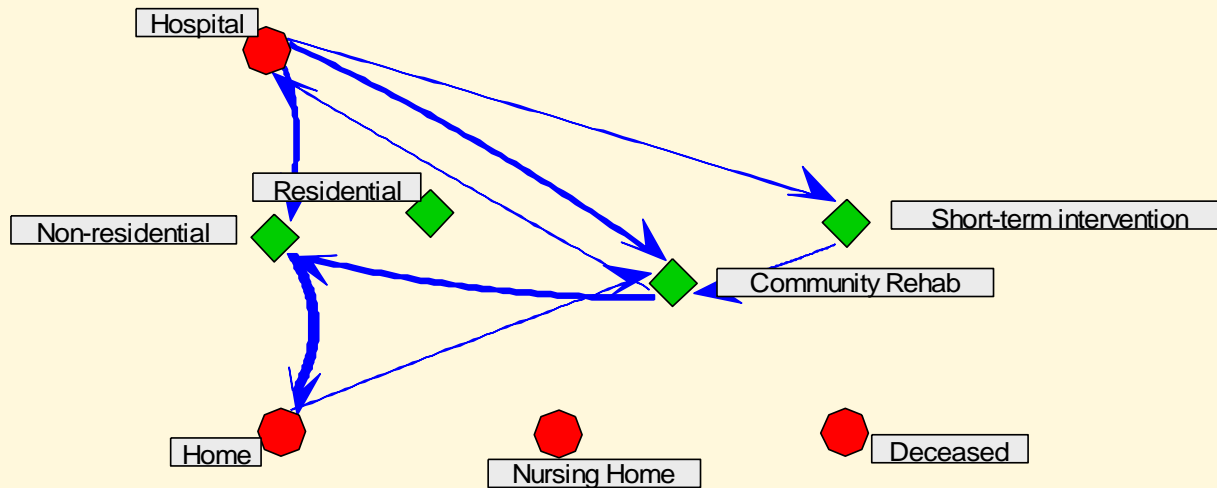 Hospital
Residential
Non-residential
Short-term intervention
Community Rehab
Home
Nursing Home
Deceased